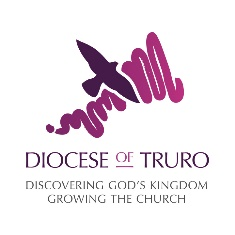 DIOCESE OF TRURO
DISCOVERING GOD'S KINGDOM
GROWING THE CHURCH